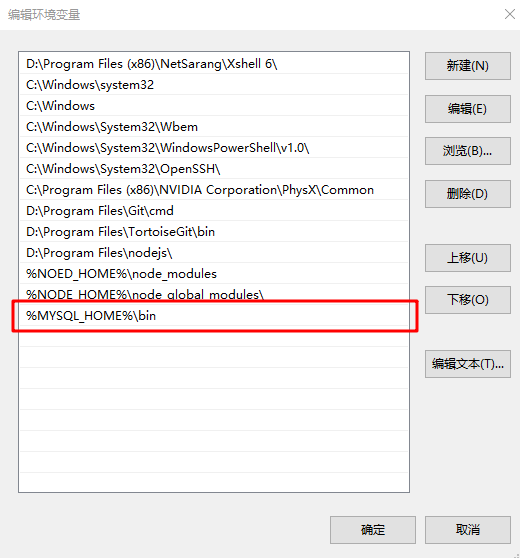 编辑环境变量
D:\Program Files (x86)\NetSarang\Xshell 6\
C:\Windows\system32
C:\Windows
C:\Windows\System32\Wbem
C:\Windows\System32\WindowsPowerShell\v1.0\
C:\Windows\System32\OpenSSH\
C:\Program Files (x86)\NVIDIA Corporation\PhysX\Common
D:\Program Files\Git\cmd
D:\Program Files\TortoiseGit\bin
D:\Program Files\nodejs\
%NOED_HOME%\node_modules
%NODE_HOME%\node_global_modules\
%MYSQL_HOME%\bin
新建(N)
编辑(E)
浏览(B)...
删除(D)
上移(U)
下移(O)
编辑文本(T)...
确定
取消